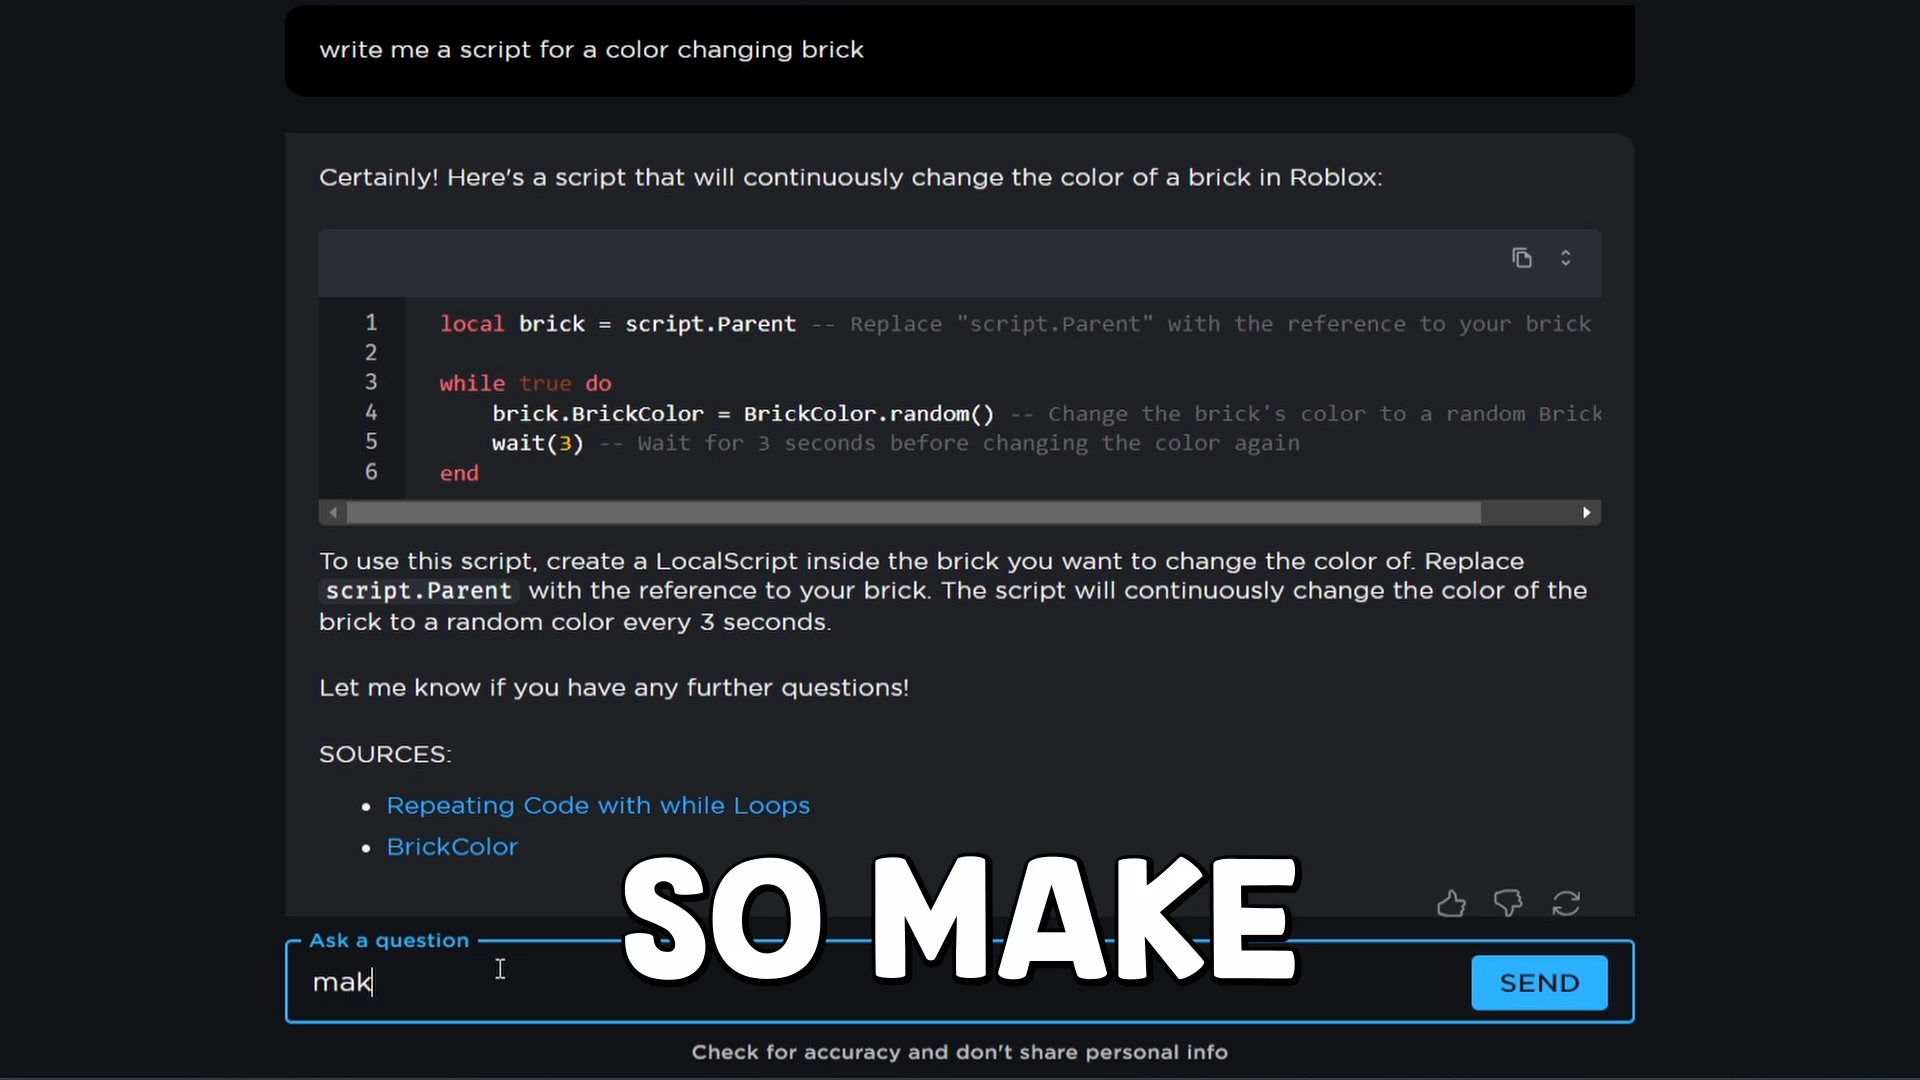 write me a script for a color changing brick
Certainly! Here's a script that will continuously change the color of a brick in Roblox:
1 local brick = script.Parent -- Replace "script.Parent" with the reference to your brick
2
3 while true do
4 brick.BrickColor = BrickColor.random() -- Change the brick's color to a random Brick
5 wait(3) -- Wait for 3 seconds before changing the color again
6 end
To use this script, create a LocalScript inside the brick you want to change the color of. Replace
script.Parent with the reference to your brick. The script will continuously change the color of the
brick to a random color every 3 seconds.
Let me know if you have any further questions!
SOURCES:
• Repeating Code with while Loops
• BrickColor
SO MAKE
Ask a question
mak
SEND
Check for accuracy and don't share personal info